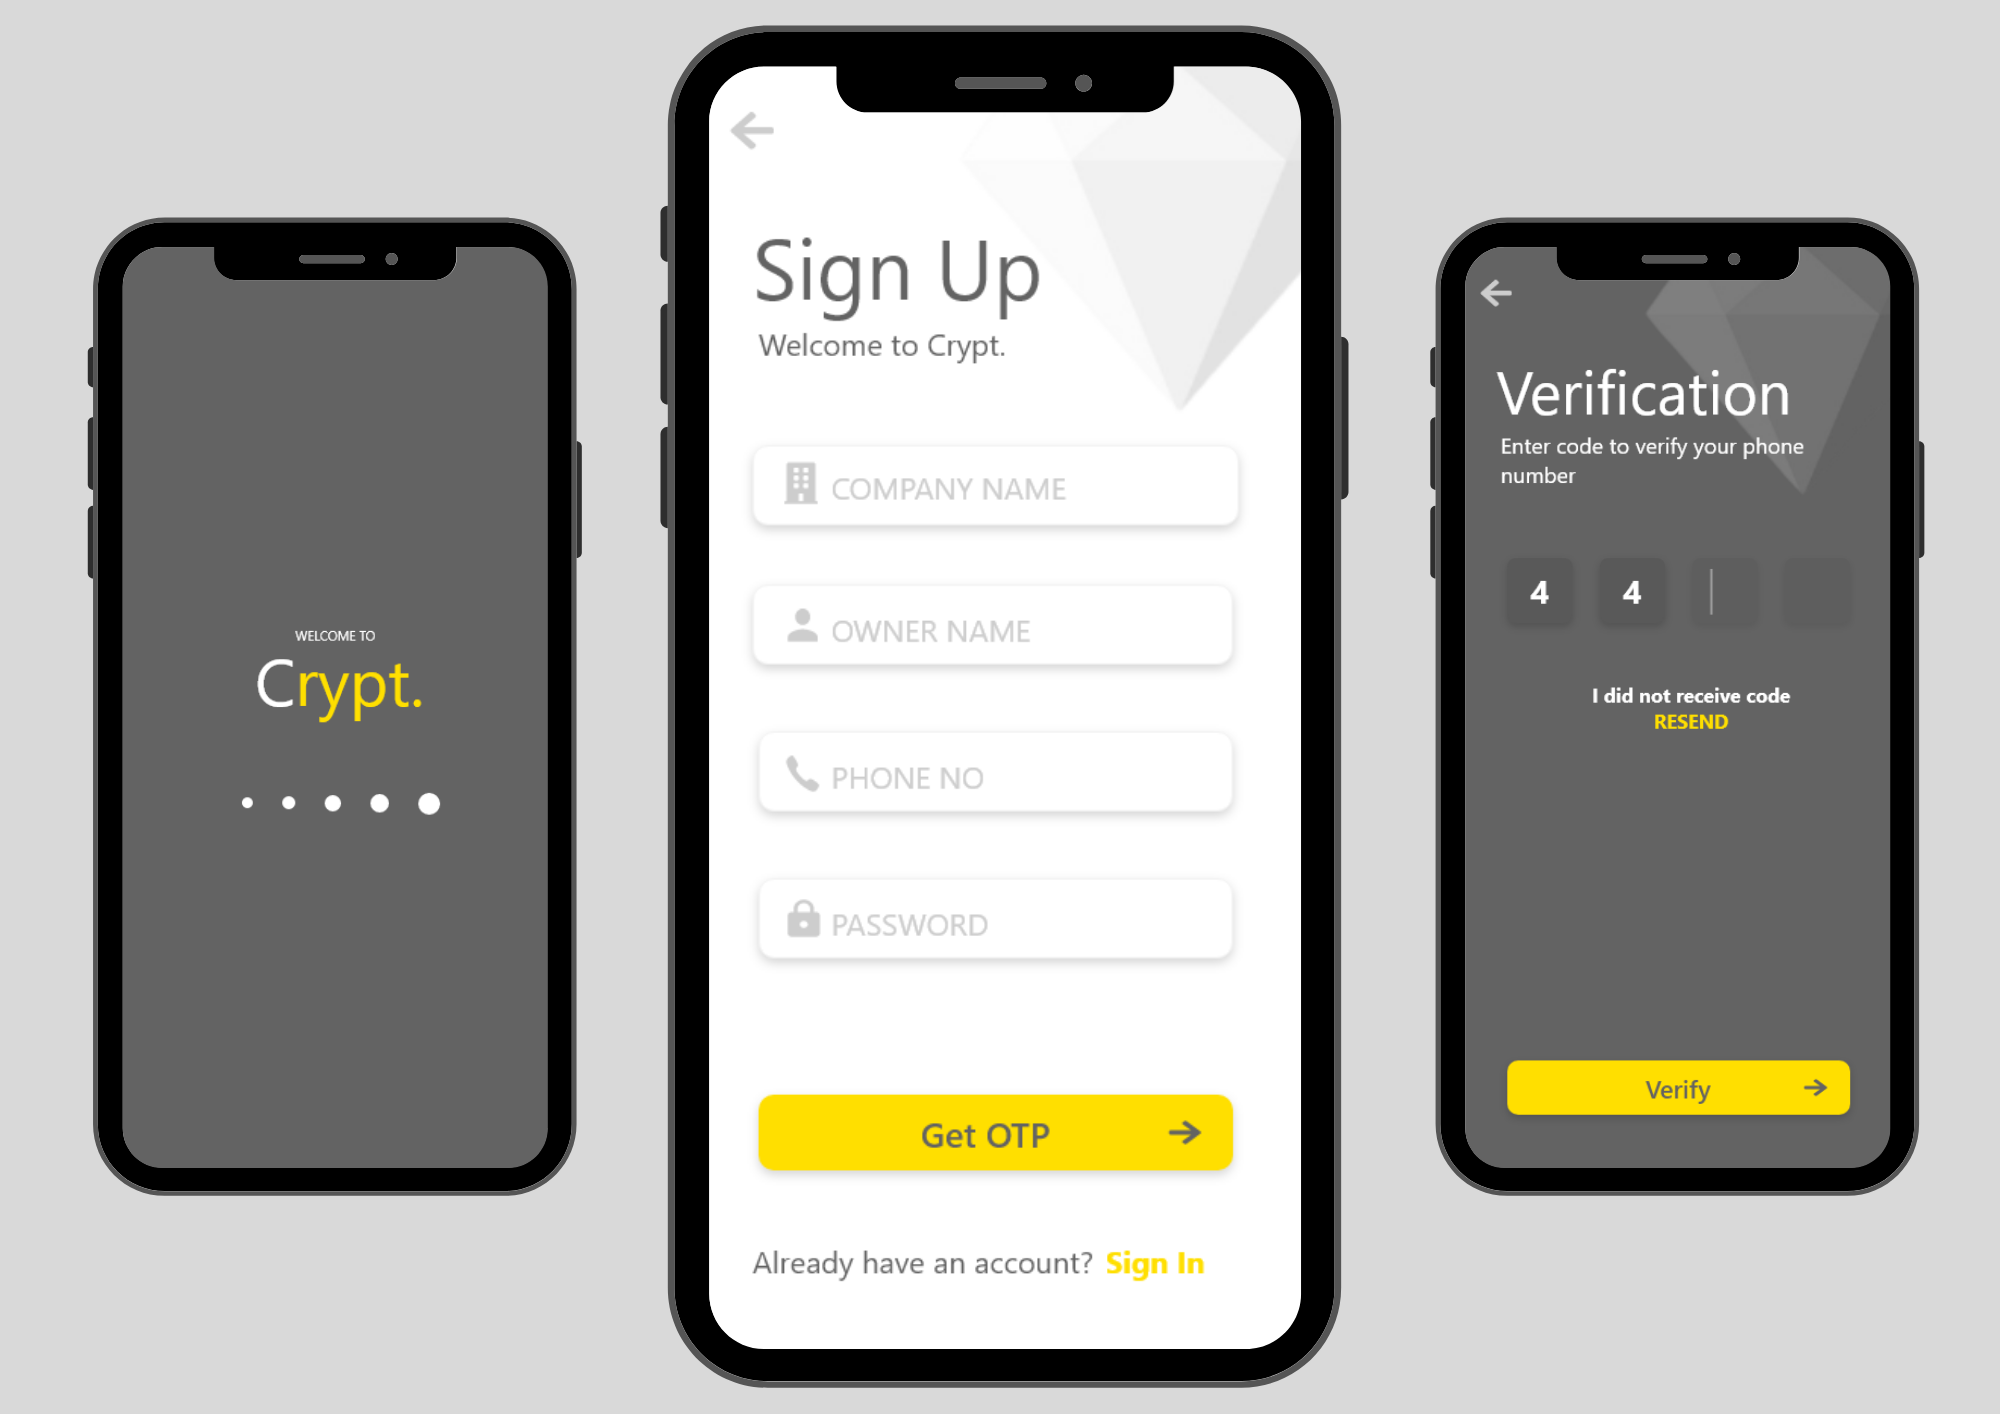 WELCOME TO
Crypt.
Sign Up
Welcome to Crypt.
COMPANY NAME
OWNER NAME
PHONE NO
PASSWORD
Get OTP
Already have an account? Sign In
Verification
Enter code to verify your phone
number
4 4
I did not receive code
RESEND
Verify